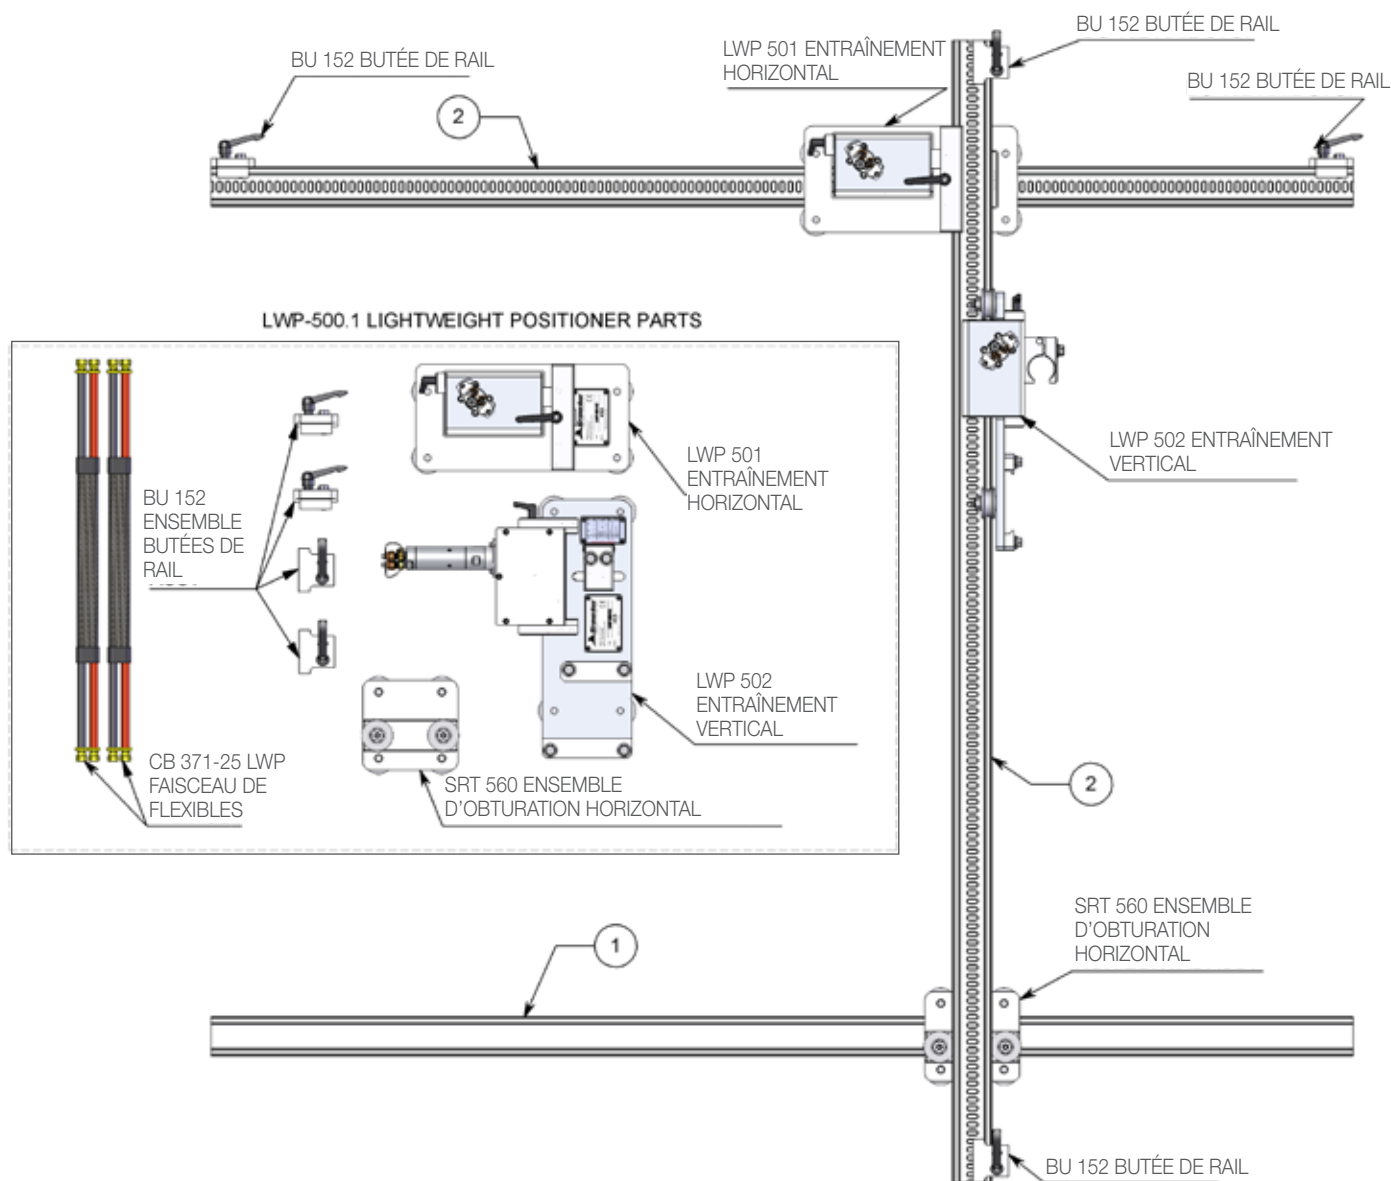 BU 152 BUTÉE DE RAIL
LWP 501 ENTRAÎNEMENT
HORIZONTAL
BU 152 BUTÉE DE RAIL
BU 152 BUTÉE DE RAIL
2
LWP-500.1 LIGHTWEIGHT POSITIONER PARTS
BU 152
ENSEMBLE
BUTÉES DE
RAIL
LWP 501
ENTRAÎNEMENT
HORIZONTAL
LWP 502
ENTRAÎNEMENT
VERTICAL
CB 371-25 LWP
FAISCEAU DE
FLEXIBLES
SRT 560 ENSEMBLE
D'OBTURATION HORIZONTAL
LWP 502 ENTRAÎNEMENT
VERTICAL
2
1
SRT 560 ENSEMBLE
D'OBTURATION
HORIZONTAL
BU 152 BUTÉE DE RAIL